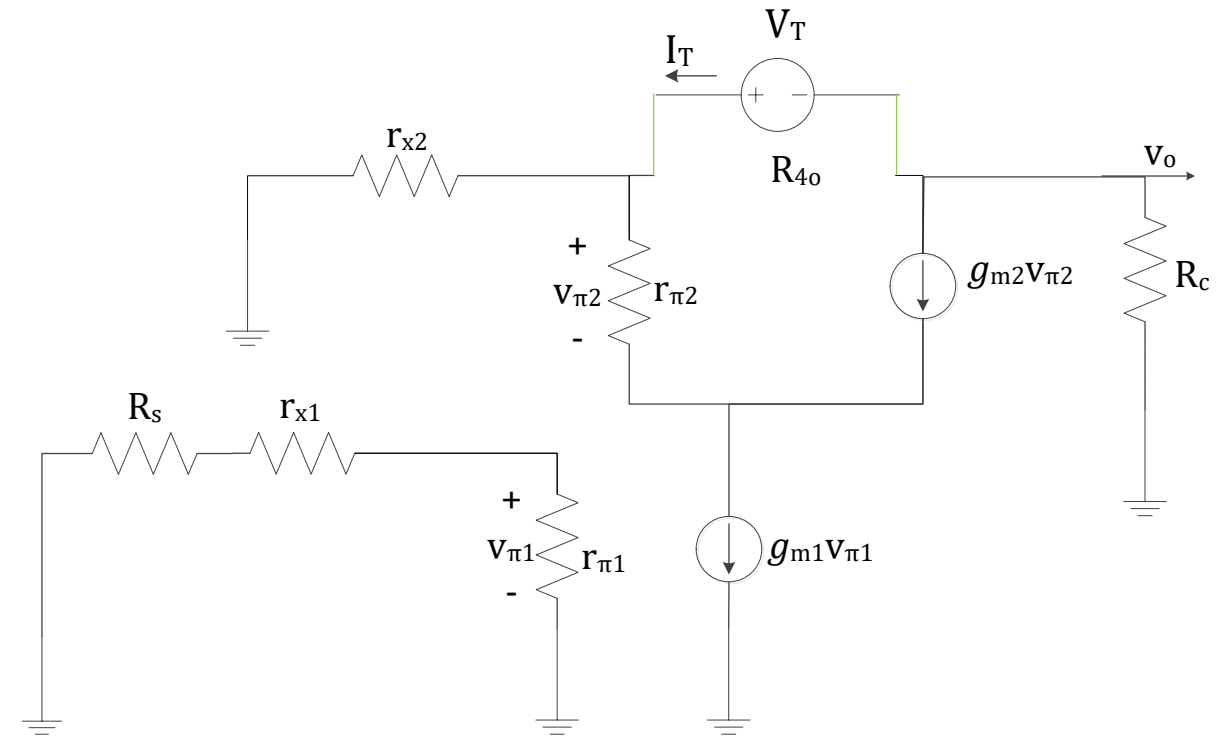 V_T
I_T
+ −
r_x2
R_4o
v_o
+
v_π2
r_π2
-
g_m2v_π2
R_c
R_s
r_x1
+
v_π1
r_π1
-
g_m1v_π1